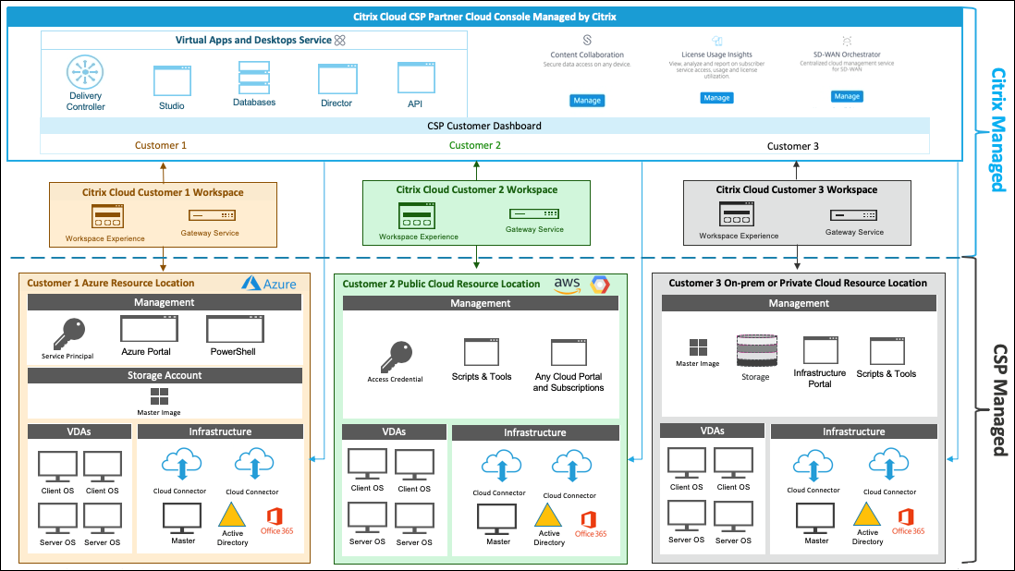 Citrix Cloud CSP Partner Cloud Console Managed by Citrix
Virtual Apps and Desktops Service
Delivery
Controller
Studio
Databases
Director
API
Content Collaboration
Secure data access on any device.
Manage
License Usage Insights
View, analyze and report on subscriber
service access, usage and license
utilization.
Manage
SD-WAN Orchestrator
Centralized cloud management service
for SD-WAN
Manage
CSP Customer Dashboard
Customer 1
Customer 2
Customer 3
Citrix Managed
Citrix Cloud Customer 1 Workspace
Workspace Experience
Gateway Service
Citrix Cloud Customer 2 Workspace
Workspace Experience
Gateway Service
Citrix Cloud Customer 3 Workspace
Workspace Experience
Gateway Service
CSP Managed
Customer 1 Azure Resource Location
Azure
Management
Service Principal
Azure Portal
PowerShell
Storage Account
Master Image
VDAs
Client OS
Client OS
Server OS
Server OS
Infrastructure
Cloud Connector
Cloud Connector
Master
Active
Directory
Office 365
Customer 2 Public Cloud Resource Location
aws
Management
Access Credential
Scripts & Tools
Any Cloud Portal
and Subscriptions
VDAs
Client OS
Client OS
Server OS
Server OS
Infrastructure
Cloud Connector
Cloud Connector
Master
Active
Directory
Office 365
Customer 3 On-prem or Private Cloud Resource Location
Management
Master Image
Storage
Infrastructure
Portal
Scripts & Tools
VDAs
Client OS
Client OS
Server OS
Server OS
Infrastructure
Cloud Connector
Cloud Connector
Master
Active
Directory
Office 365